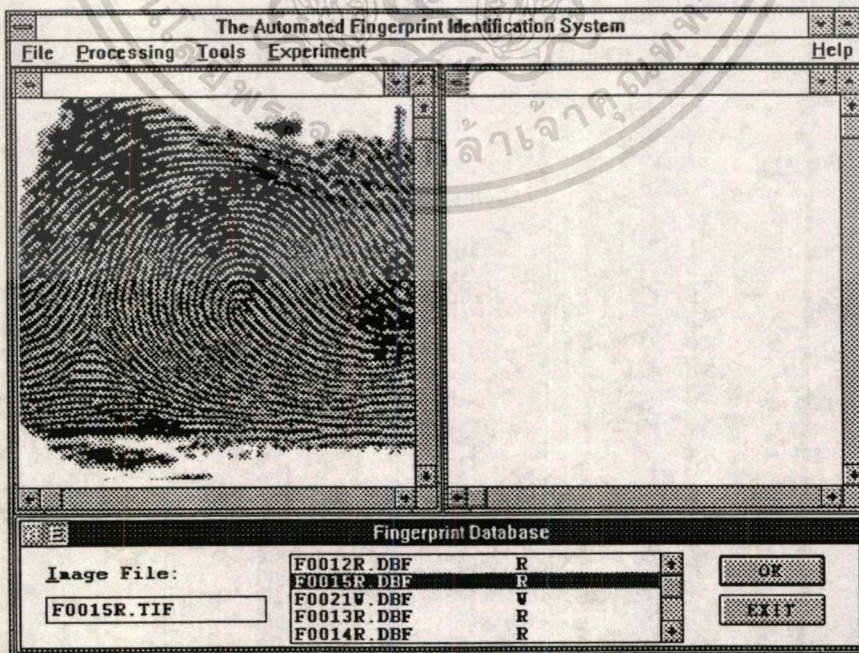 The Automated Fingerprint Identification System
File Processing Tools Experiment Help
Fingerprint Database
Image File:
F0015R.TIF
F0012R.DBF R
F0015R.DBF R
F0021W.DBF W
F0013R.DBF R
F0014R.DBF R
OK
EXIT